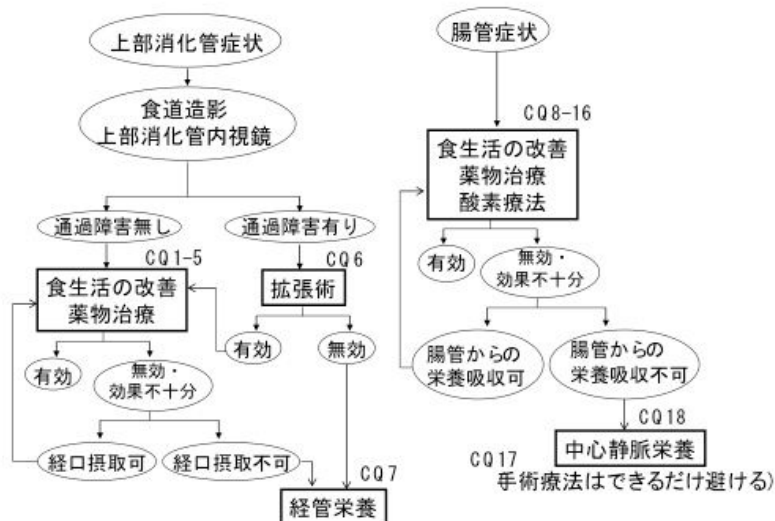 上部消化管症状
食道造影
上部消化管内視鏡
通過障害無し
通過障害有り
CQ1-5
食生活の改善
薬物治療
CQ6
拡張術
有効
無効・
効果不十分
有効
無効
経口摂取可
経口摂取不可
CQ7
経管栄養
腸管症状
CQ8-16
食生活の改善
薬物治療
酸素療法
有効
無効・
効果不十分
腸管からの
栄養吸収可
腸管からの
栄養吸収不可
CQ18
中心静脈栄養
CQ17
手術療法はできるだけ避ける)